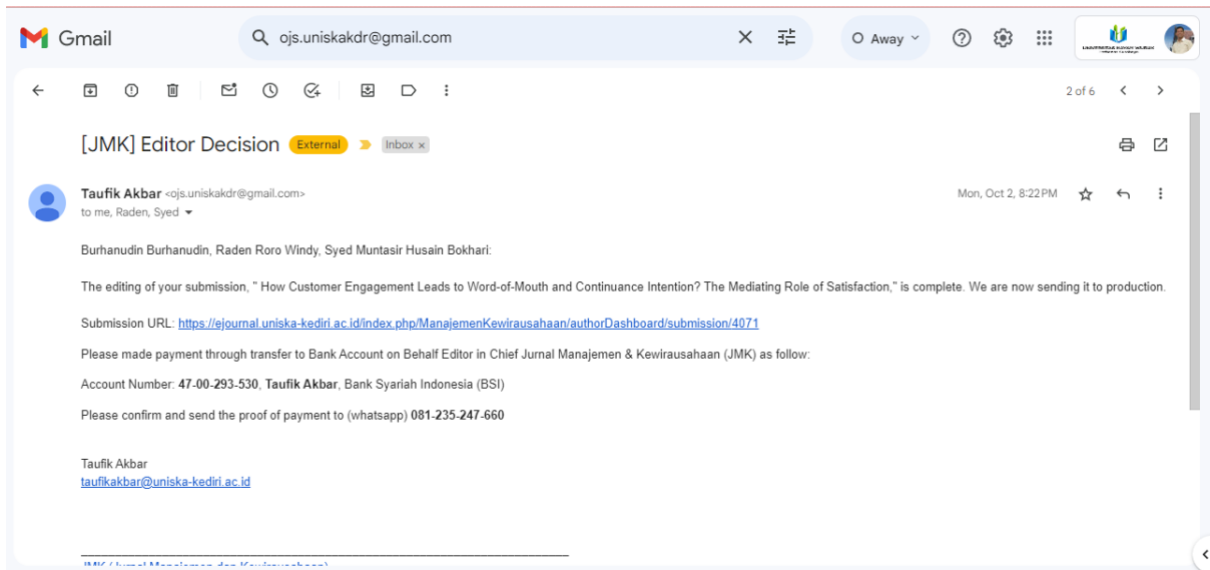 Gmail
ojs.uniskakdr@gmail.com
Away
2 of 6
[JMK] Editor Decision External Inbox x
Taufik Akbar <ojs.uniskakdr@gmail.com>
Mon, Oct 2, 8:22 PM
to me, Raden, Syed
Burhanudin Burhanudin, Raden Roro Windy, Syed Muntasir Husain Bokhari:
The editing of your submission, " How Customer Engagement Leads to Word-of-Mouth and Continuance Intention? The Mediating Role of Satisfaction," is complete. We are now sending it to production.
Submission URL: https://ejournal.uniska-kediri.ac.id/index.php/ManajemenKewirausahaan/authorDashboard/submission/4071
Please made payment through transfer to Bank Account on Behalf Editor in Chief Jurnal Manajemen & Kewirausahaan (JMK) as follow:
Account Number: 47-00-293-530, Taufik Akbar, Bank Syariah Indonesia (BSI)
Please confirm and send the proof of payment to (whatsapp) 081-235-247-660
Taufik Akbar
taufikakbar@uniska-kediri.ac.id
JMK (Jurnal Manajemen dan Kewirausahaan)